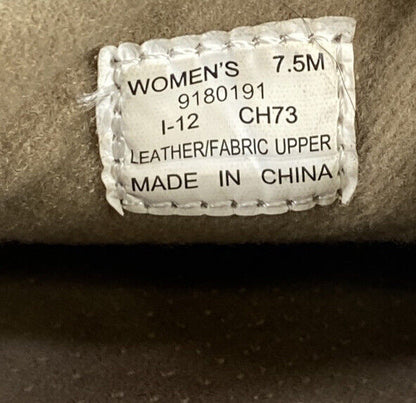 WOMEN'S 7.5M
9180191
I-12 CH73
LEATHER/FABRIC UPPER
MADE IN CHINA